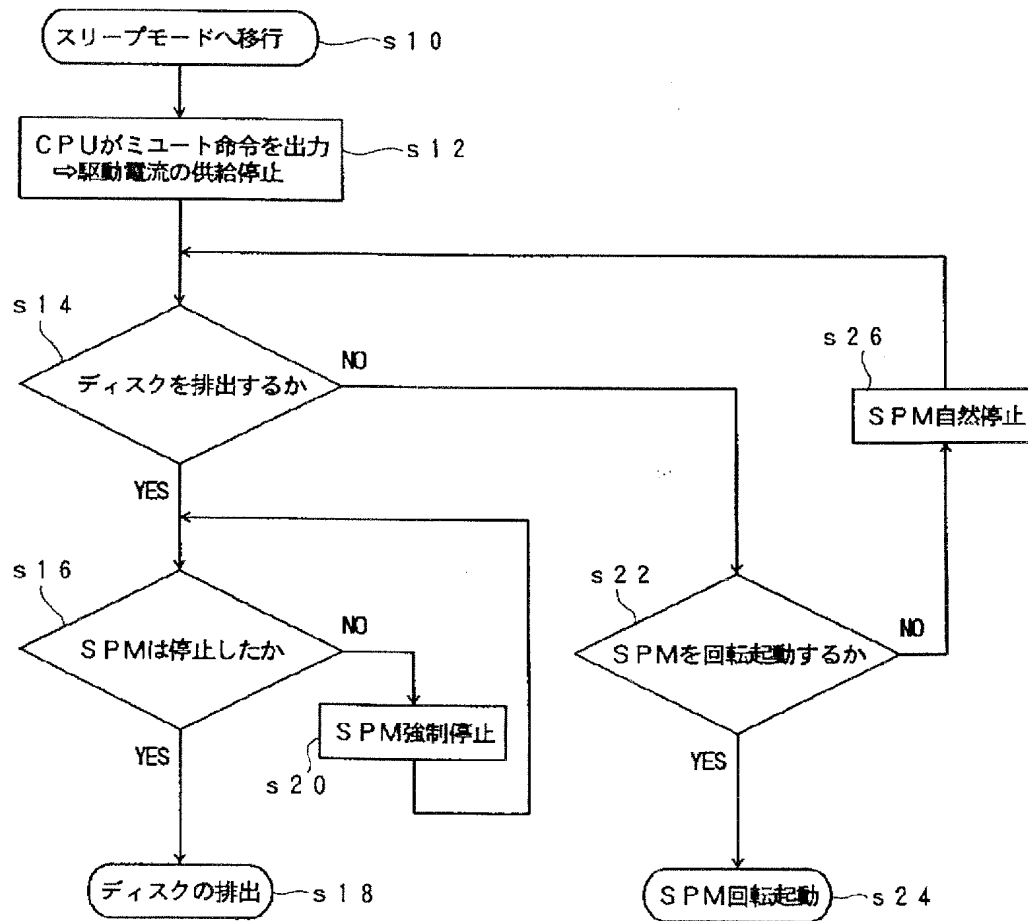 スリープモードへ移行
s10
CPUがミユート命令を出力
⇨駆動電流の供給停止
s12
s14
ディスクを排出するか
NO
YES
s26
SPM自然停止
s16
SPMは停止したか
NO
YES
SPM強制停止
s20
s22
SPMを回転起動するか
NO
YES
ディスクの排出
s18
SPM回転起動
s24